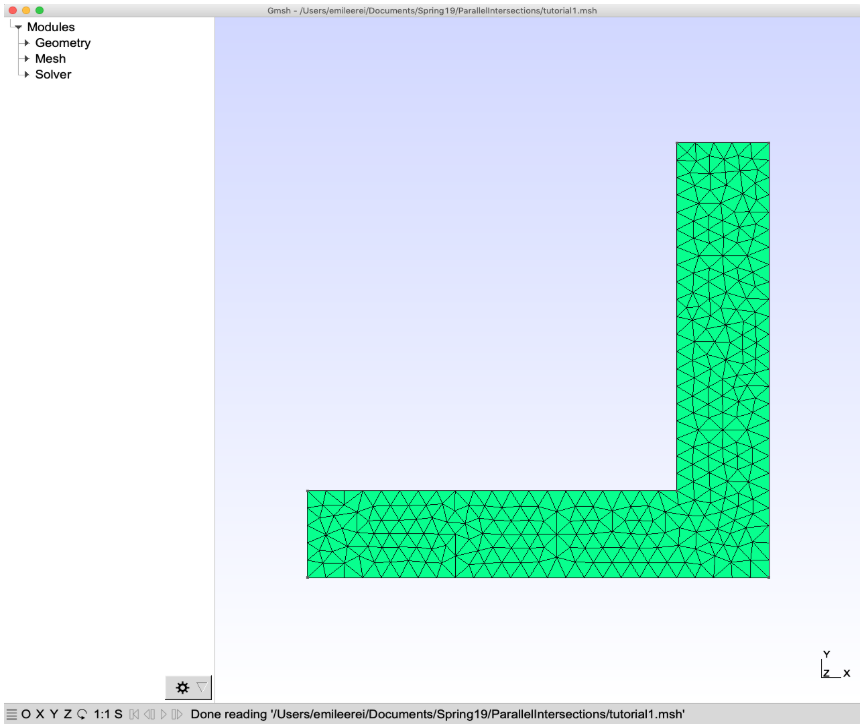 Gmsh - /Users/emileerei/Documents/Spring19/ParallelIntersections/tutorial1.msh
Modules
Geometry
Mesh
Solver
Y
Z X
O X Y Z 1:1 S Done reading '/Users/emileerei/Documents/Spring19/ParallelIntersections/tutorial1.msh'